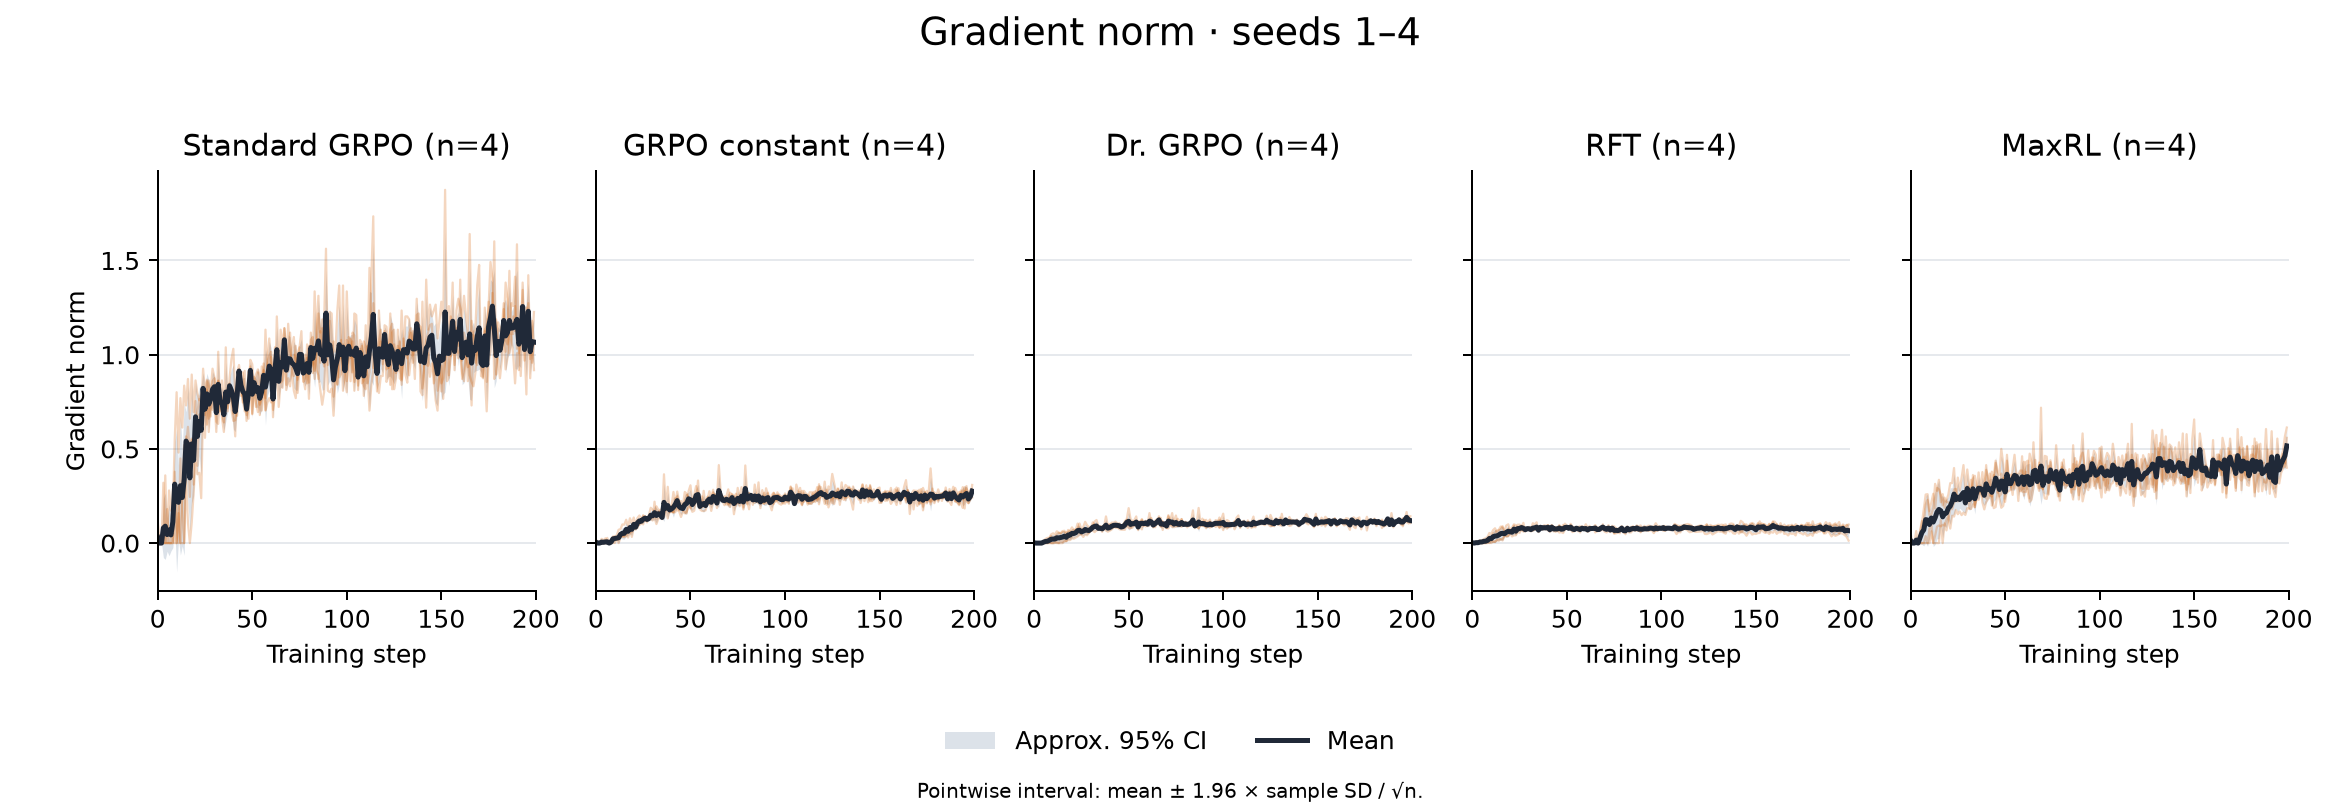 Gradient norm · seeds 1–4
Standard GRPO (n=4)
GRPO constant (n=4)
Dr. GRPO (n=4)
RFT (n=4)
MaxRL (n=4)
Gradient norm
1.5
1.0
0.5
0.0
0 50 100 150 200
0 50 100 150 200
0 50 100 150 200
0 50 100 150 200
0 50 100 150 200
Training step
Training step
Training step
Training step
Training step
Approx. 95% CI
Mean
Pointwise interval: mean ± 1.96 × sample SD / √n.